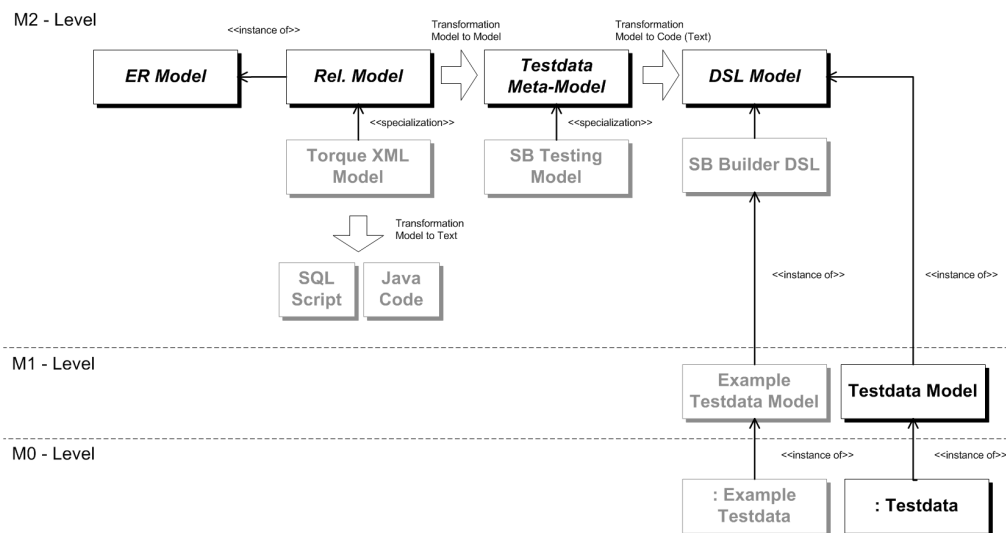 M2 - Level
<<instance of>>
Transformation
Model to Model
Transformation
Model to Code (Text)
ER Model
Rel. Model
Testdata
Meta-Model
DSL Model
<<specialization>>
<<specialization>>
Torque XML
Model
SB Testing
Model
SB Builder DSL
Transformation
Model to Text
SQL
Script
Java
Code
<<instance of>>
<<instance of>>
M1 - Level
Example
Testdata Model
Testdata Model
M0 - Level
<<instance of>>
<<instance of>>
: Example
Testdata
: Testdata